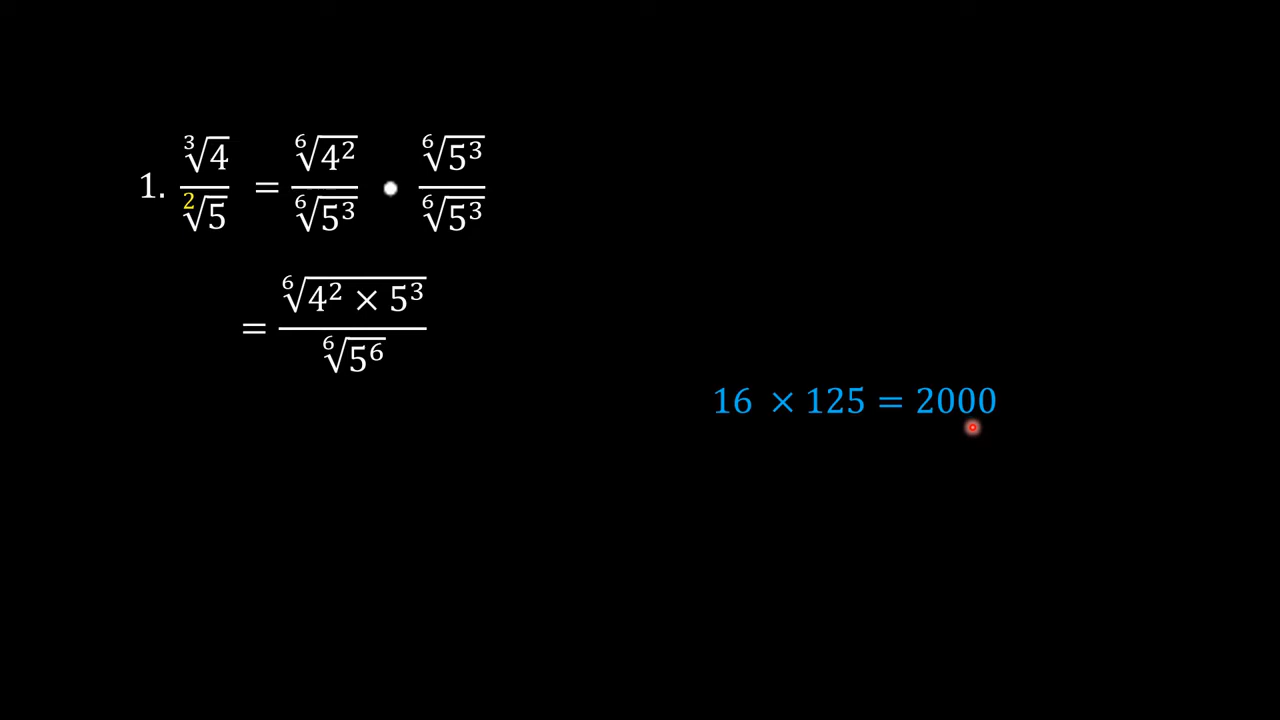 1. ∛4 / ²√5 = ⁶√4² / ⁶√5³ • ⁶√5³ / ⁶√5³
= ⁶√(4² × 5³) / ⁶√5⁶
16 × 125 = 2000